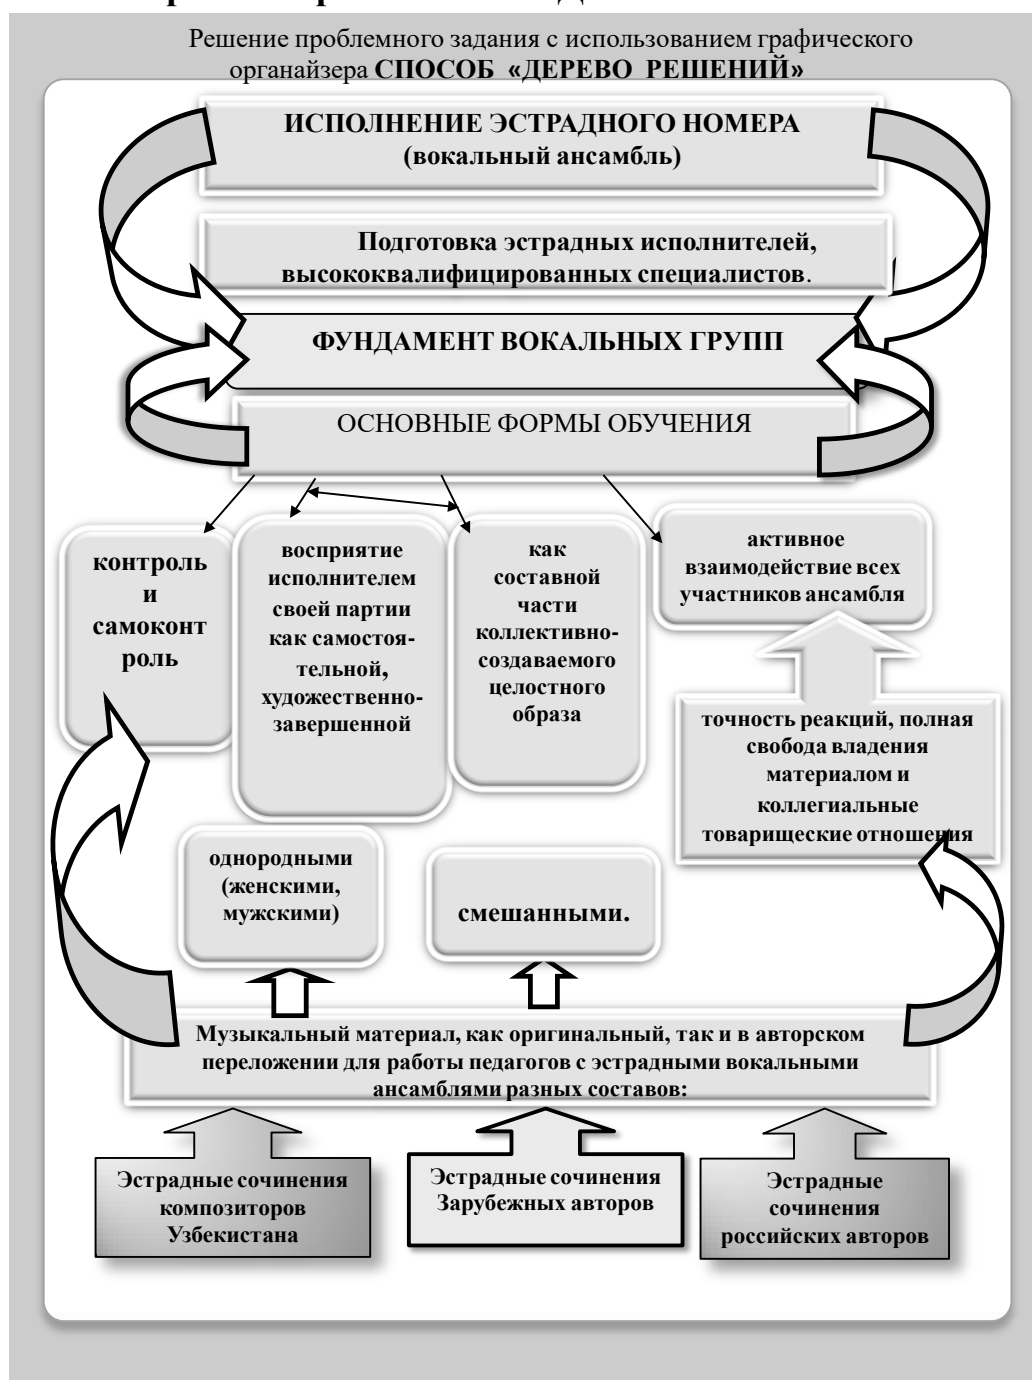 Решение проблемного задания с использованием графического
органайзера СПОСОБ «ДЕРЕВО РЕШЕНИЙ»
ИСПОЛНЕНИЕ ЭСТРАДНОГО НОМЕРА
(вокальный ансамбль)
Подготовка эстрадных исполнителей,
высококвалифицированных специалистов.
ФУНДАМЕНТ ВОКАЛЬНЫХ ГРУПП
ОСНОВНЫЕ ФОРМЫ ОБУЧЕНИЯ
контроль
и
самоконт
роль
восприятие
исполнителем
своей партии
как самостоя-
тельной,
художественно-
завершенной
как
составной
части
коллективно-
создаваемого
целостного
образа
активное
взаимодействие всех
участников ансамбля
точность реакций, полная
свобода владения
материалом и
коллегиальные
товарищеские отношения
однородными
(женскими,
мужскими)
смешанными.
Музыкальный материал, как оригинальный, так и в авторском
переложении для работы педагогов с эстрадными вокальными
ансамблями разных составов:
Эстрадные сочинения
композиторов
Узбекистана
Эстрадные сочинения
Зарубежных авторов
Эстрадные
сочинения
российских авторов